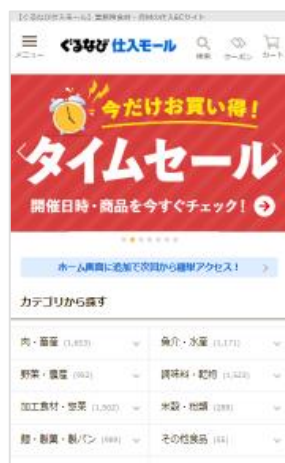 【ぐるなび仕入モール】業務用食材・資材の仕入ECサイト
メニュー
ぐるなび 仕入モール
検索
クーポン
カート
今だけお買い得!
タイムセール
開催日時・商品を今すぐチェック!
ホーム画面に追加で次回から簡単アクセス!
カテゴリから探す
肉・畜産
魚介・水産 (1,171)
野菜・農産
調味料・乾物
加工食材・惣菜
米穀・粉類
麺・製菓・製パン
その他食品